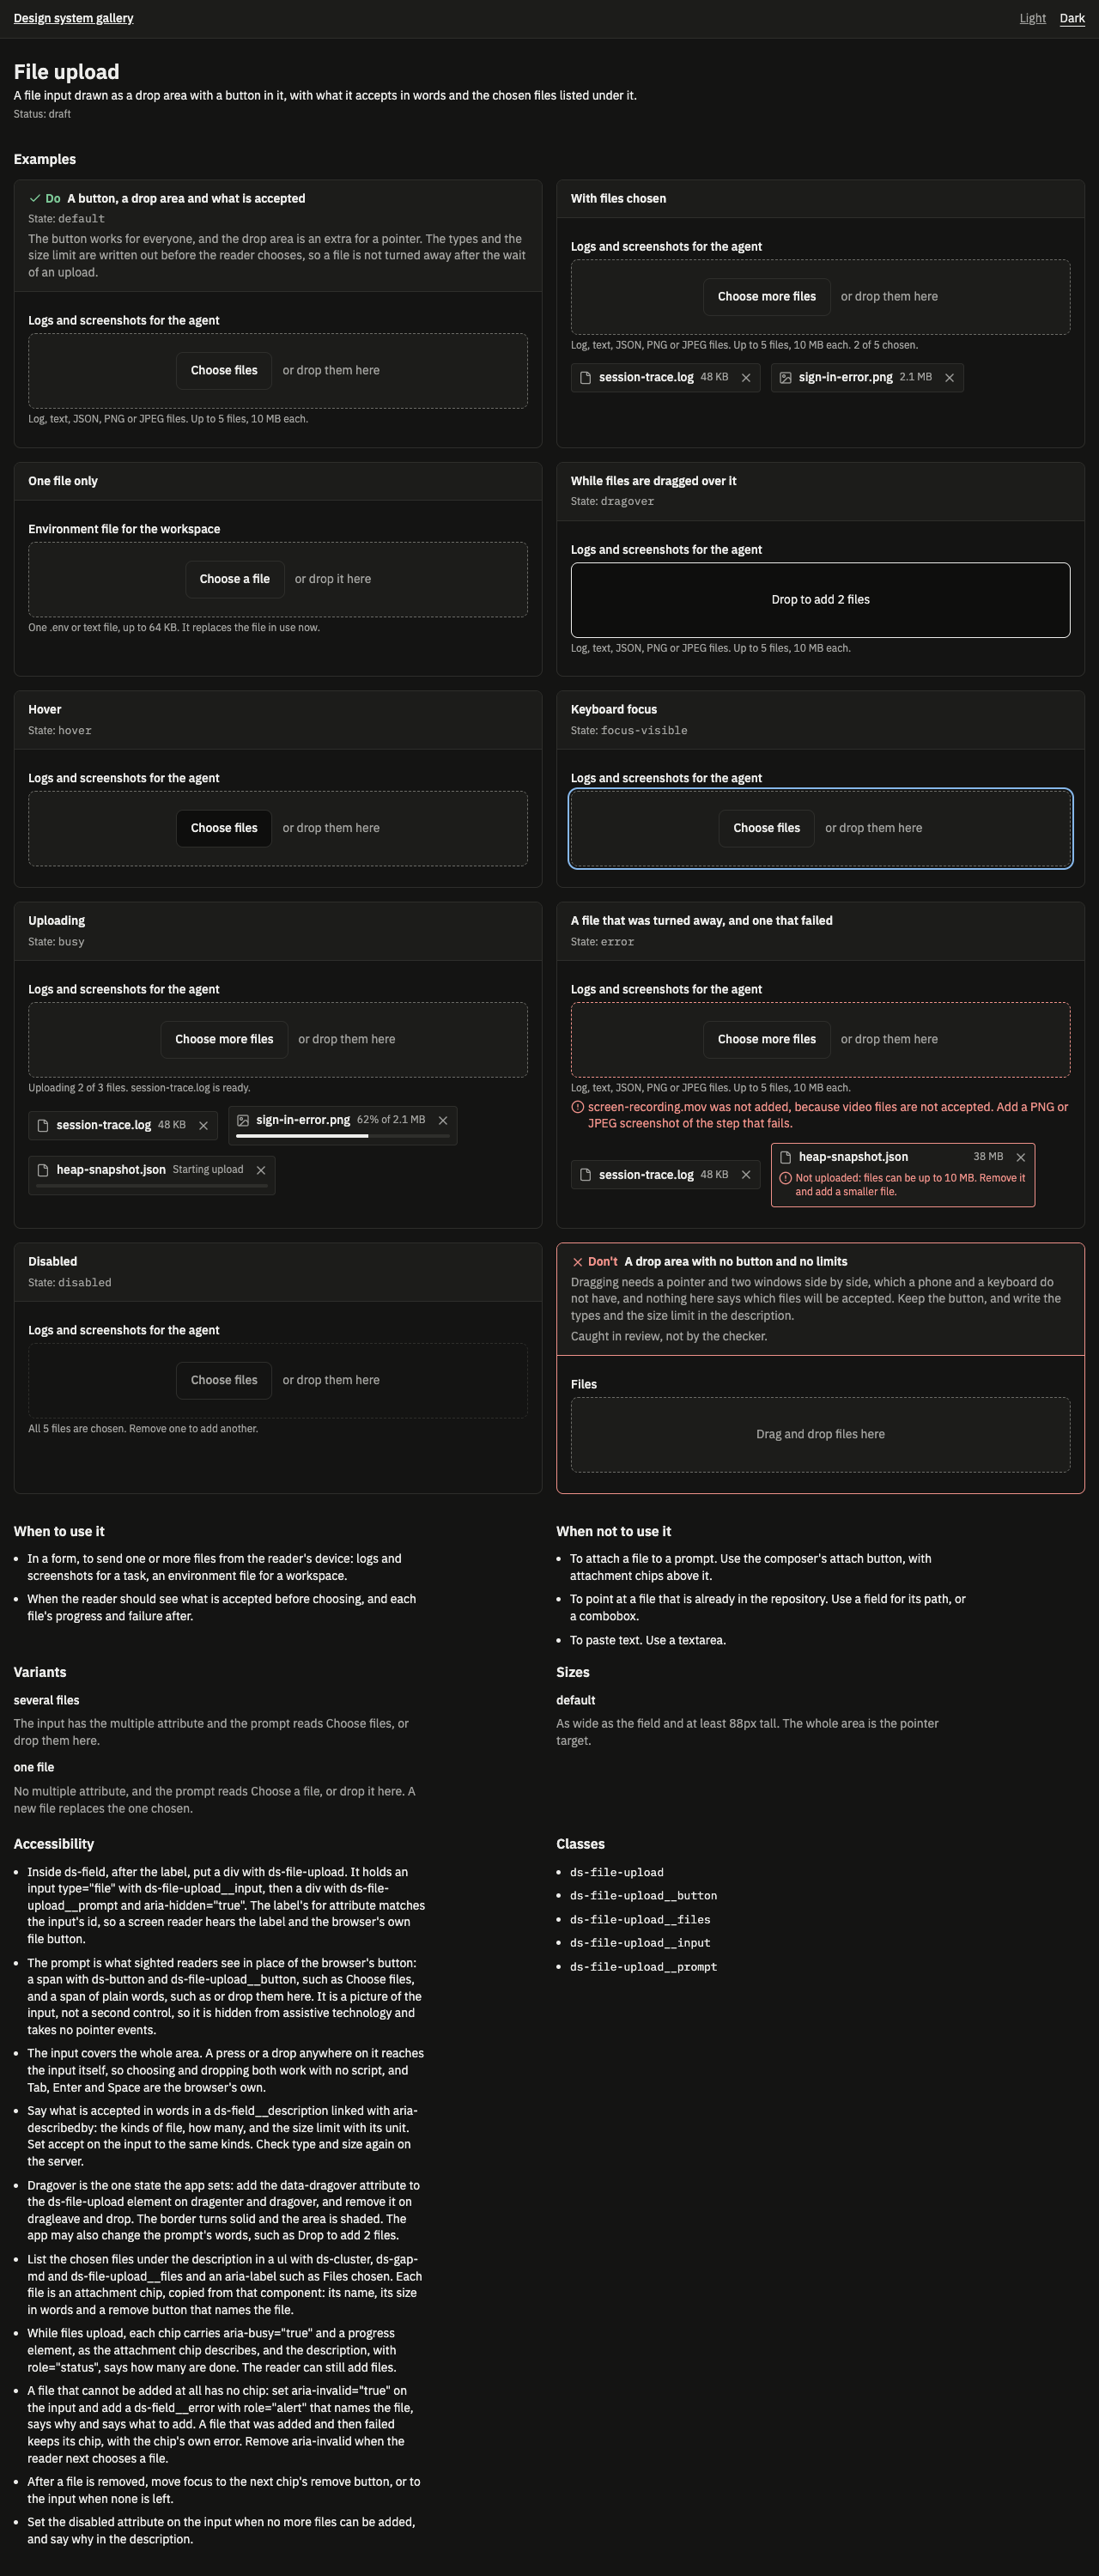 Design system gallery
Light Dark
File upload
A file input drawn as a drop area with a button in it, with what it accepts in words and the chosen files listed under it.
Status: draft
Examples
Do A button, a drop area and what is accepted
State: default
The button works for everyone, and the drop area is an extra for a pointer. The types and the
size limit are written out before the reader chooses, so a file is not turned away after the wait
of an upload.
Logs and screenshots for the agent
Choose files or drop them here
Log, text, JSON, PNG or JPEG files. Up to 5 files, 10 MB each.
With files chosen
Logs and screenshots for the agent
Choose more files or drop them here
Log, text, JSON, PNG or JPEG files. Up to 5 files, 10 MB each. 2 of 5 chosen.
session-trace.log 48 KB
sign-in-error.png 2.1 MB
One file only
Environment file for the workspace
Choose a file or drop it here
One .env or text file, up to 64 KB. It replaces the file in use now.
While files are dragged over it
State: dragover
Logs and screenshots for the agent
Drop to add 2 files
Log, text, JSON, PNG or JPEG files. Up to 5 files, 10 MB each.
Hover
State: hover
Logs and screenshots for the agent
Choose files or drop them here
Keyboard focus
State: focus-visible
Logs and screenshots for the agent
Choose files or drop them here
Uploading
State: busy
Logs and screenshots for the agent
Choose more files or drop them here
Uploading 2 of 3 files. session-trace.log is ready.
session-trace.log 48 KB
sign-in-error.png 62% of 2.1 MB
heap-snapshot.json Starting upload
A file that was turned away, and one that failed
State: error
Logs and screenshots for the agent
Choose more files or drop them here
Log, text, JSON, PNG or JPEG files. Up to 5 files, 10 MB each.
screen-recording.mov was not added, because video files are not accepted. Add a PNG or
JPEG screenshot of the step that fails.
session-trace.log 48 KB
heap-snapshot.json 38 MB
Not uploaded: files can be up to 10 MB. Remove it
and add a smaller file.
Disabled
State: disabled
Logs and screenshots for the agent
Choose files or drop them here
All 5 files are chosen. Remove one to add another.
Don't A drop area with no button and no limits
Dragging needs a pointer and two windows side by side, which a phone and a keyboard do
not have, and nothing here says which files will be accepted. Keep the button, and write the
types and the size limit in the description.
Caught in review, not by the checker.
Files
Drag and drop files here
When to use it
In a form, to send one or more files from the reader's device: logs and
screenshots for a task, an environment file for a workspace.
When the reader should see what is accepted before choosing, and each
file's progress and failure after.
When not to use it
To attach a file to a prompt. Use the composer's attach button, with
attachment chips above it.
To point at a file that is already in the repository. Use a field for its path, or
a combobox.
To paste text. Use a textarea.
Variants
several files
The input has the multiple attribute and the prompt reads Choose files, or
drop them here.
one file
No multiple attribute, and the prompt reads Choose a file, or drop it here. A
new file replaces the one chosen.
Sizes
default
As wide as the field and at least 88px tall. The whole area is the pointer
target.
Accessibility
Inside ds-field, after the label, put a div with ds-file-upload. It holds an
input type="file" with ds-file-upload__input, then a div with ds-file-
upload__prompt and aria-hidden="true". The label's for attribute matches
the input's id, so a screen reader hears the label and the browser's own
file button.
The prompt is what sighted readers see in place of the browser's button:
a span with ds-button and ds-file-upload__button, such as Choose files,
and a span of plain words, such as or drop them here. It is a picture of the
input, not a second control, so it is hidden from assistive technology and
takes no pointer events.
The input covers the whole area. A press or a drop anywhere on it reaches
the input itself, so choosing and dropping both work with no script, and
Tab, Enter and Space are the browser's own.
Say what is accepted in words in a ds-field__description linked with aria-
describedby: the kinds of file, how many, and the size limit with its unit.
Set accept on the input to the same kinds. Check type and size again on
the server.
Dragover is the one state the app sets: add the data-dragover attribute to
the ds-file-upload element on dragenter and dragover, and remove it on
dragleave and drop. The border turns solid and the area is shaded. The
app may also change the prompt's words, such as Drop to add 2 files.
List the chosen files under the description in a ul with ds-cluster, ds-gap-
md and ds-file-upload__files and an aria-label such as Files chosen. Each
file is an attachment chip, copied from that component: its name, its size
in words and a remove button that names the file.
While files upload, each chip carries aria-busy="true" and a progress
element, as the attachment chip describes, and the description, with
role="status", says how many are done. The reader can still add files.
A file that cannot be added at all has no chip: set aria-invalid="true" on
the input and add a ds-field__error with role="alert" that names the file,
says why and says what to add. A file that was added and then failed
keeps its chip, with the chip's own error. Remove aria-invalid when the
reader next chooses a file.
After a file is removed, move focus to the next chip's remove button, or to
the input when none is left.
Set the disabled attribute on the input when no more files can be added,
and say why in the description.
Classes
ds-file-upload
ds-file-upload__button
ds-file-upload__files
ds-file-upload__input
ds-file-upload__prompt